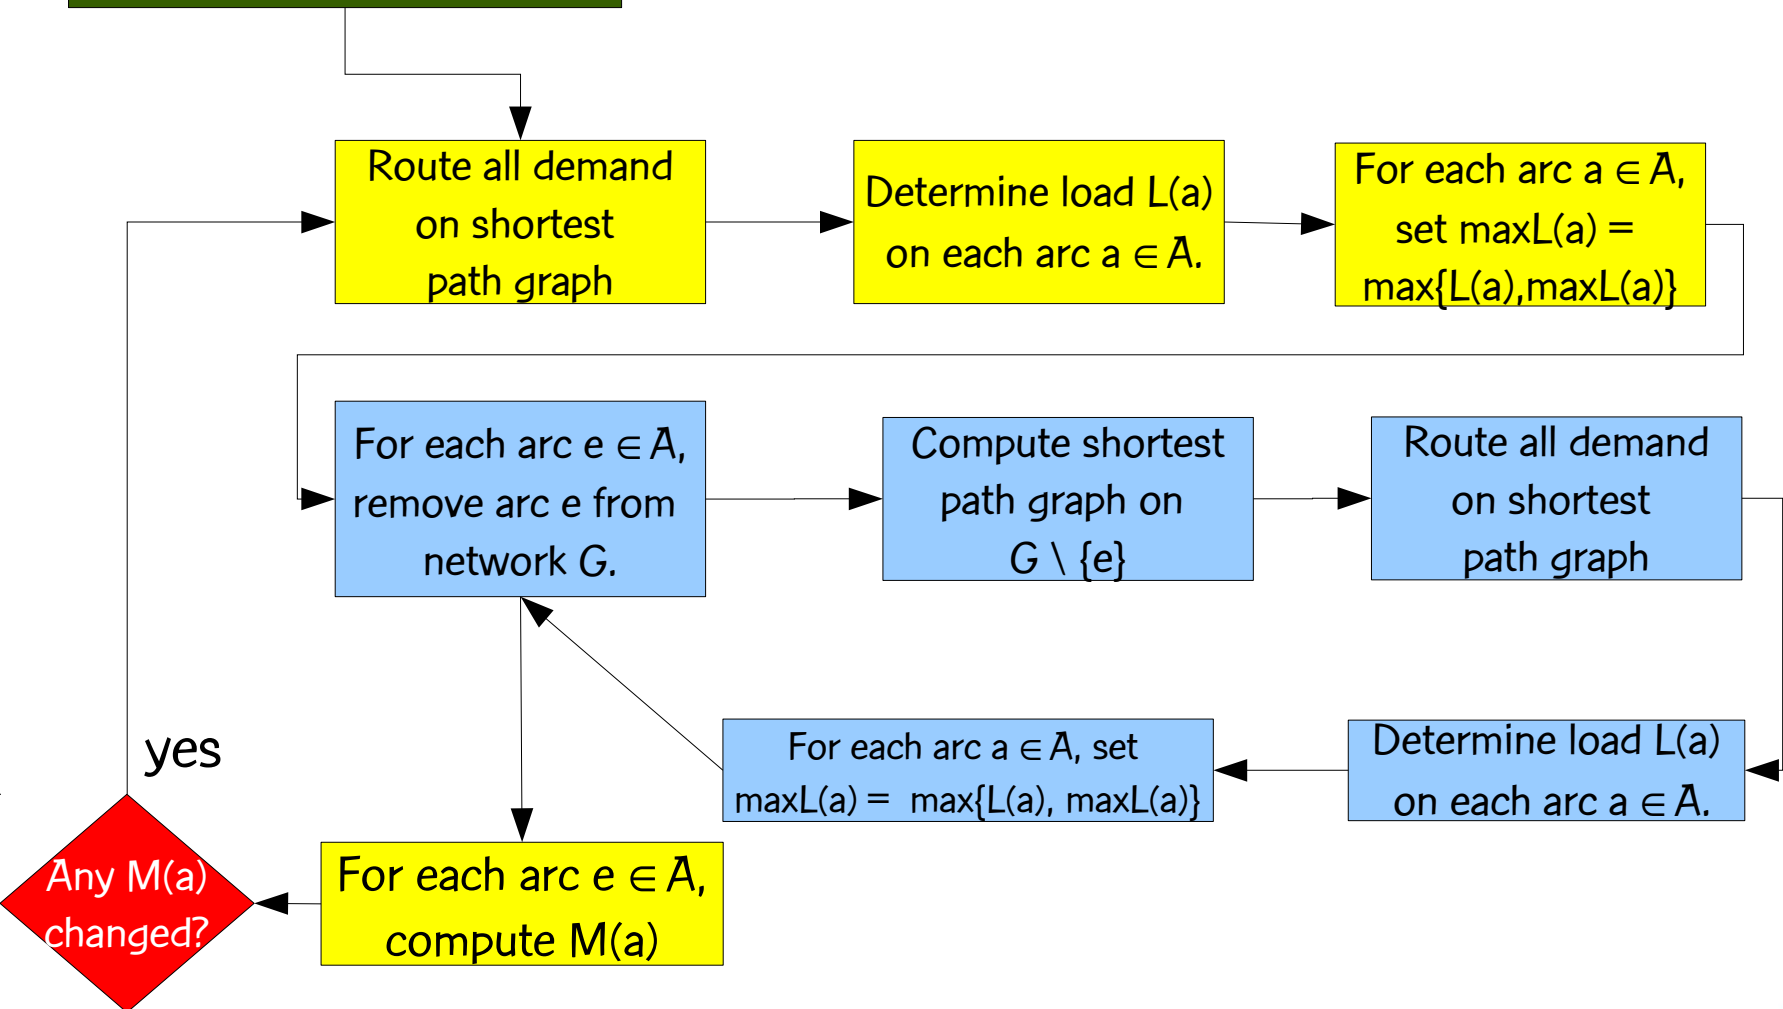 Route all demand
on shortest
path graph
Determine load L(a)
on each arc a ∈ A.
For each arc a ∈ A,
set maxL(a) =
max{L(a),maxL(a)}
For each arc e ∈ A,
remove arc e from
network G.
Compute shortest
path graph on
G \ {e}
Route all demand
on shortest
path graph
For each arc a ∈ A, set
maxL(a) = max{L(a), maxL(a)}
Determine load L(a)
on each arc a ∈ A.
yes
Any M(a)
changed?
For each arc e ∈ A,
compute M(a)